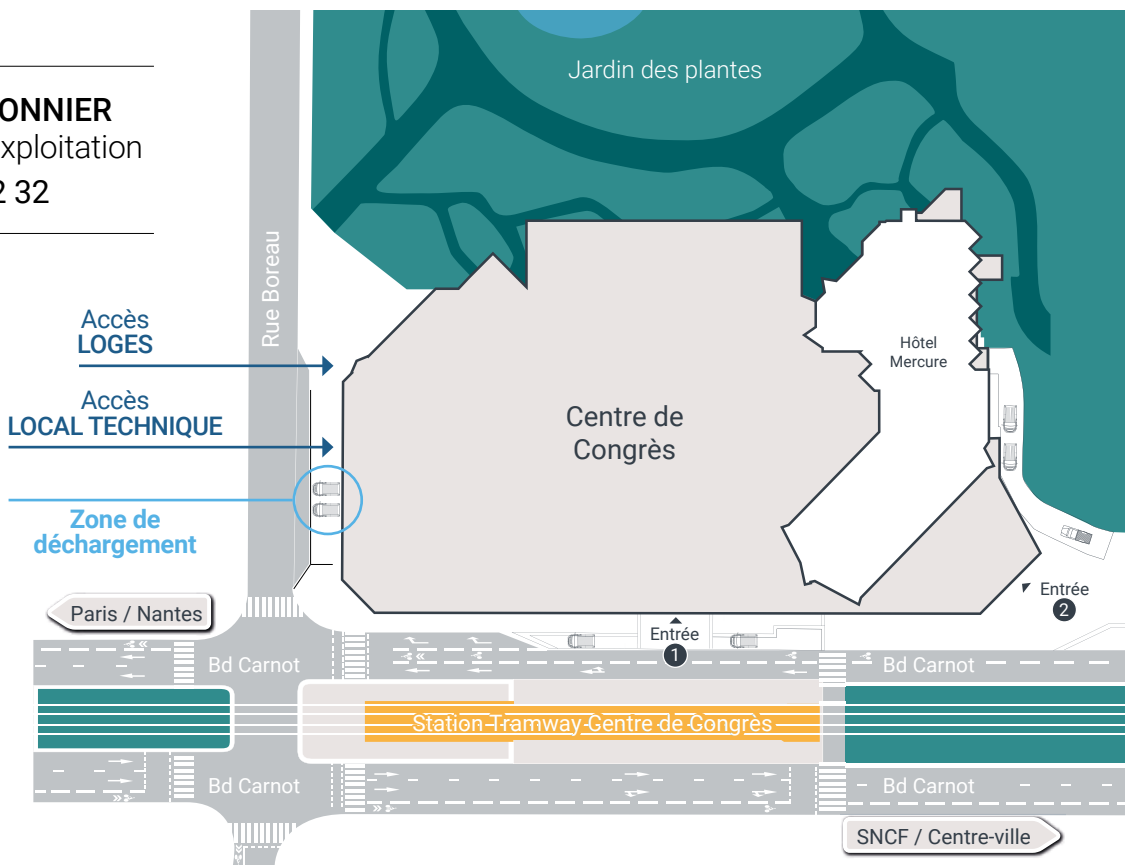 Jardin des plantes
ONNIER
xploitation
2 32
Rue Boreau
Accès
LOGES
Hôtel
Mercure
Accès
LOCAL TECHNIQUE
Centre de
Congrès
Zone de
déchargement
Entrée
2
Paris / Nantes
Entrée
1
Bd Carnot
Bd Carnot
Station Tramway Centre de Congrès
Bd Carnot
Bd Carnot
SNCF / Centre-ville